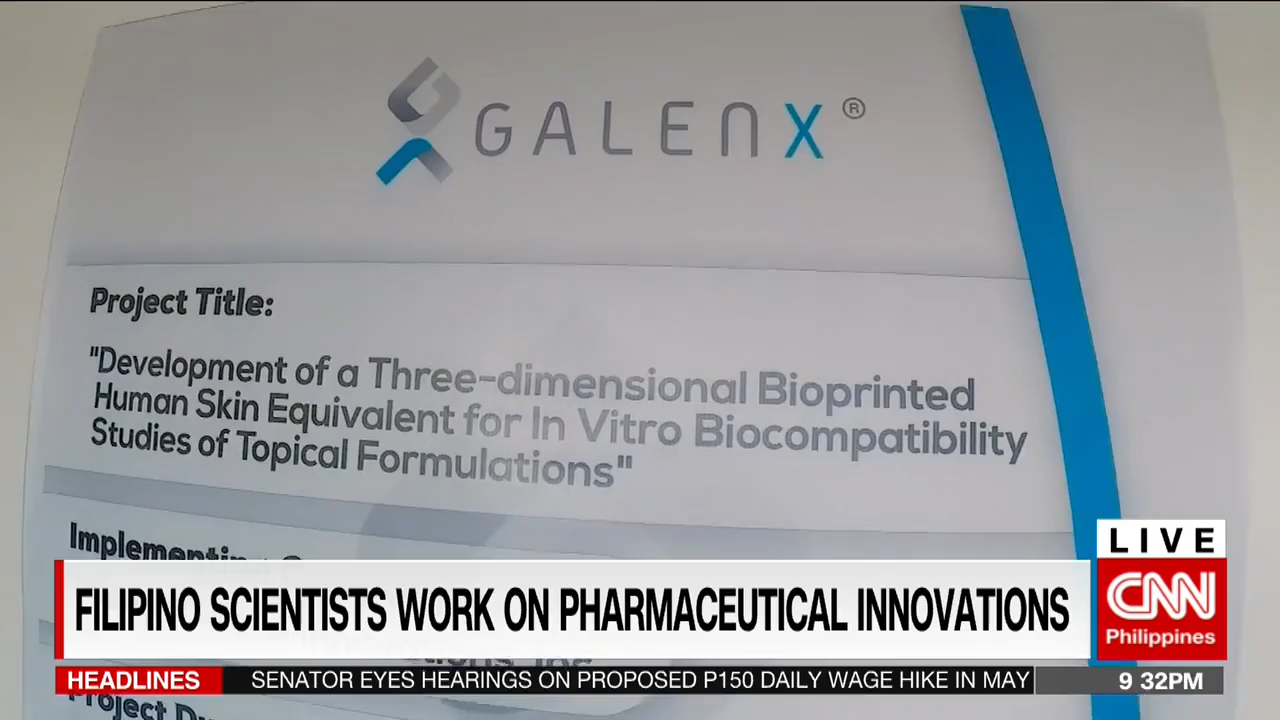 GALENX®
Project Title:
"Development of a Three-dimensional Bioprinted
Human Skin Equivalent for In Vitro Biocompatibility
Studies of Topical Formulations"
Implementing
LIVE
CNN
Philippines
FILIPINO SCIENTISTS WORK ON PHARMACEUTICAL INNOVATIONS
HEADLINES SENATOR EYES HEARINGS ON PROPOSED P150 DAILY WAGE HIKE IN MAY 9 32PM
Project